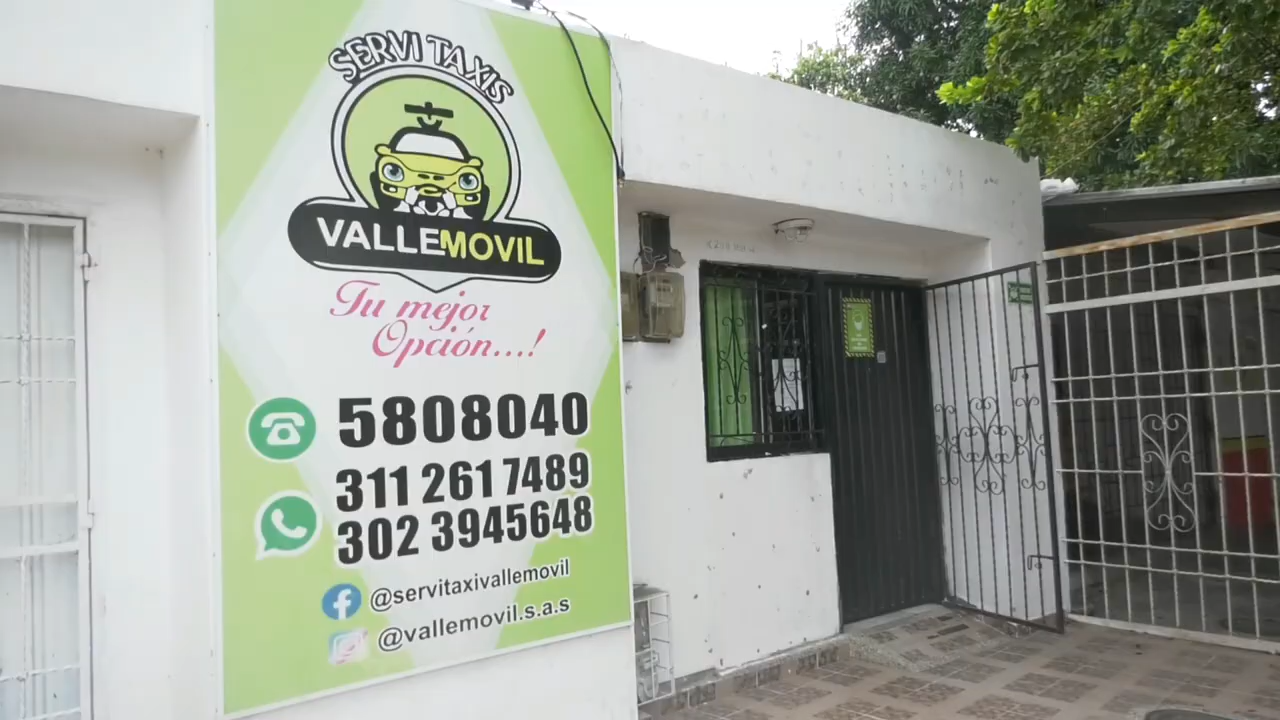 SERVI TAXIS
VALLEMOVIL
Tu mejor
Opción...!
5808040
311 261 7489
302 3945648
@servitaxivallemovil
@vallemovil.s.a.s